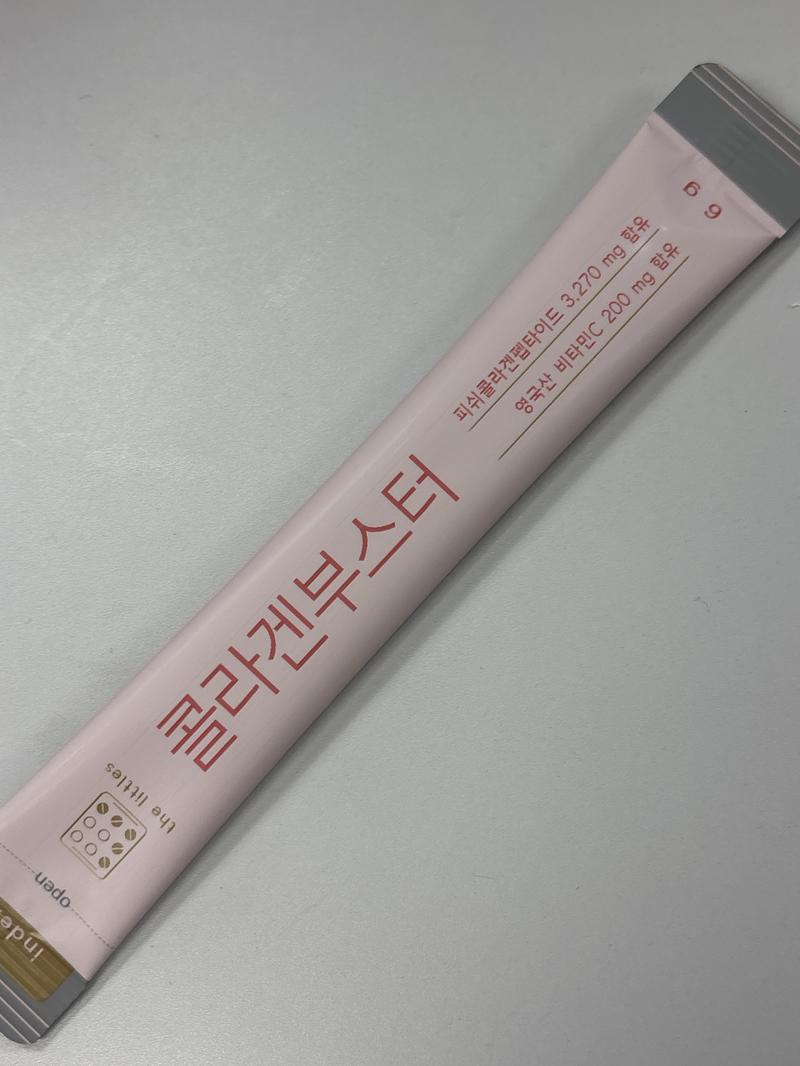 6 g
피쉬콜라겐펩타이드 3,270 mg 함유
영국산 비타민C 200 mg 함유
콜라겐부스터
the littles
open